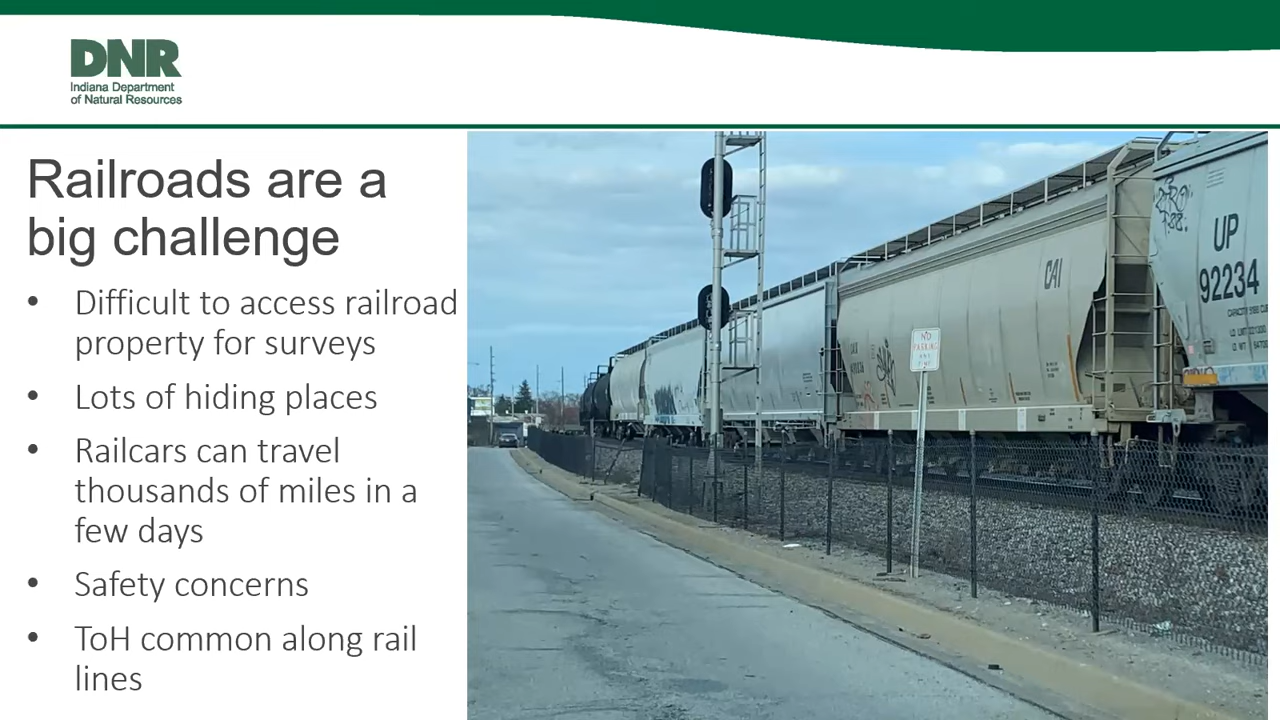 DNR
Indiana Department
of Natural Resources
Railroads are a
big challenge
• Difficult to access railroad
property for surveys
• Lots of hiding places
• Railcars can travel
thousands of miles in a
few days
• Safety concerns
• ToH common along rail
lines
CAI
UP
92234
NO
PARKING
ANY
TIME